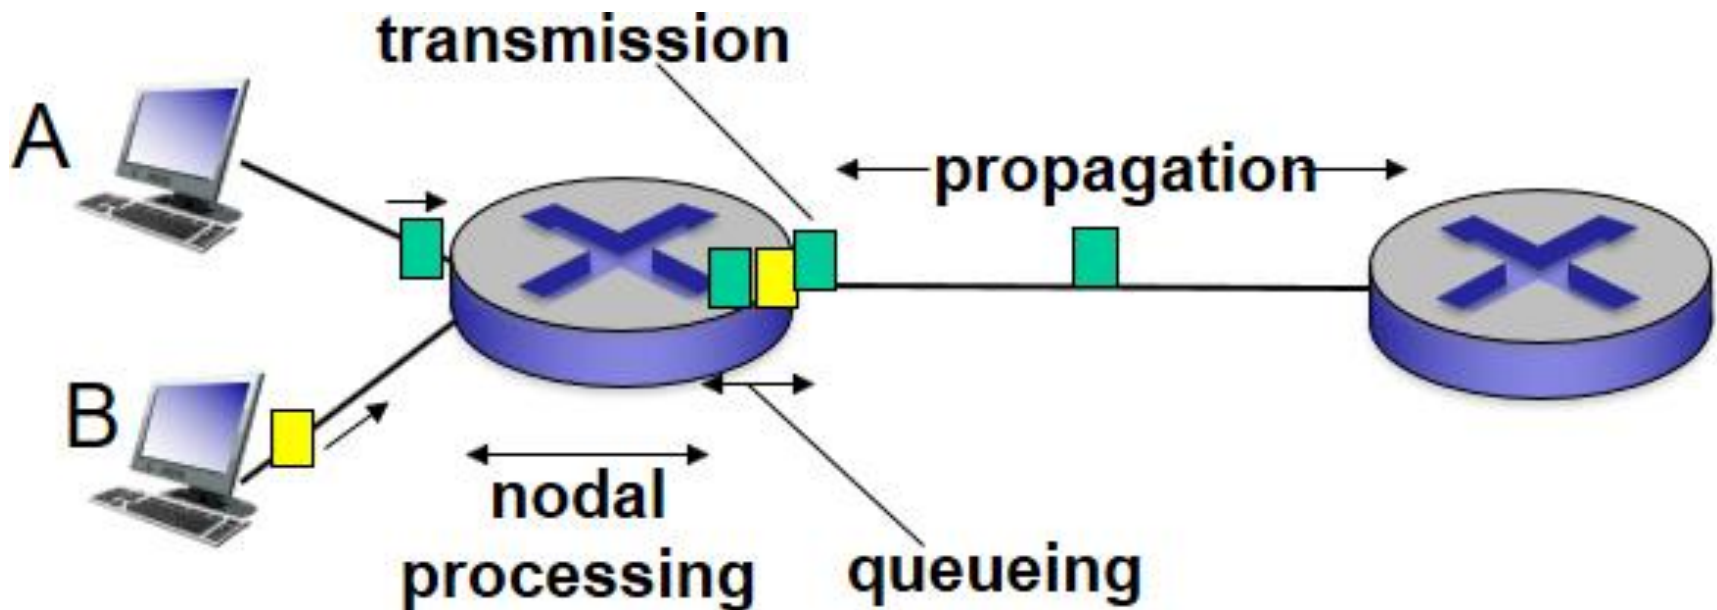 transmission
A
propagation
B
nodal
processing
queueing